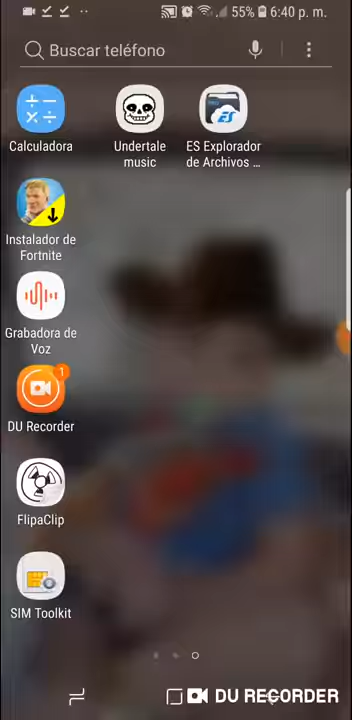 55% 6:40 p. m.
Buscar teléfono
Calculadora
Undertale
music
ES Explorador
de Archivos …
Instalador de
Fortnite
Grabadora de
Voz
1
DU Recorder
FlipaClip
SIM Toolkit
DU RECORDER